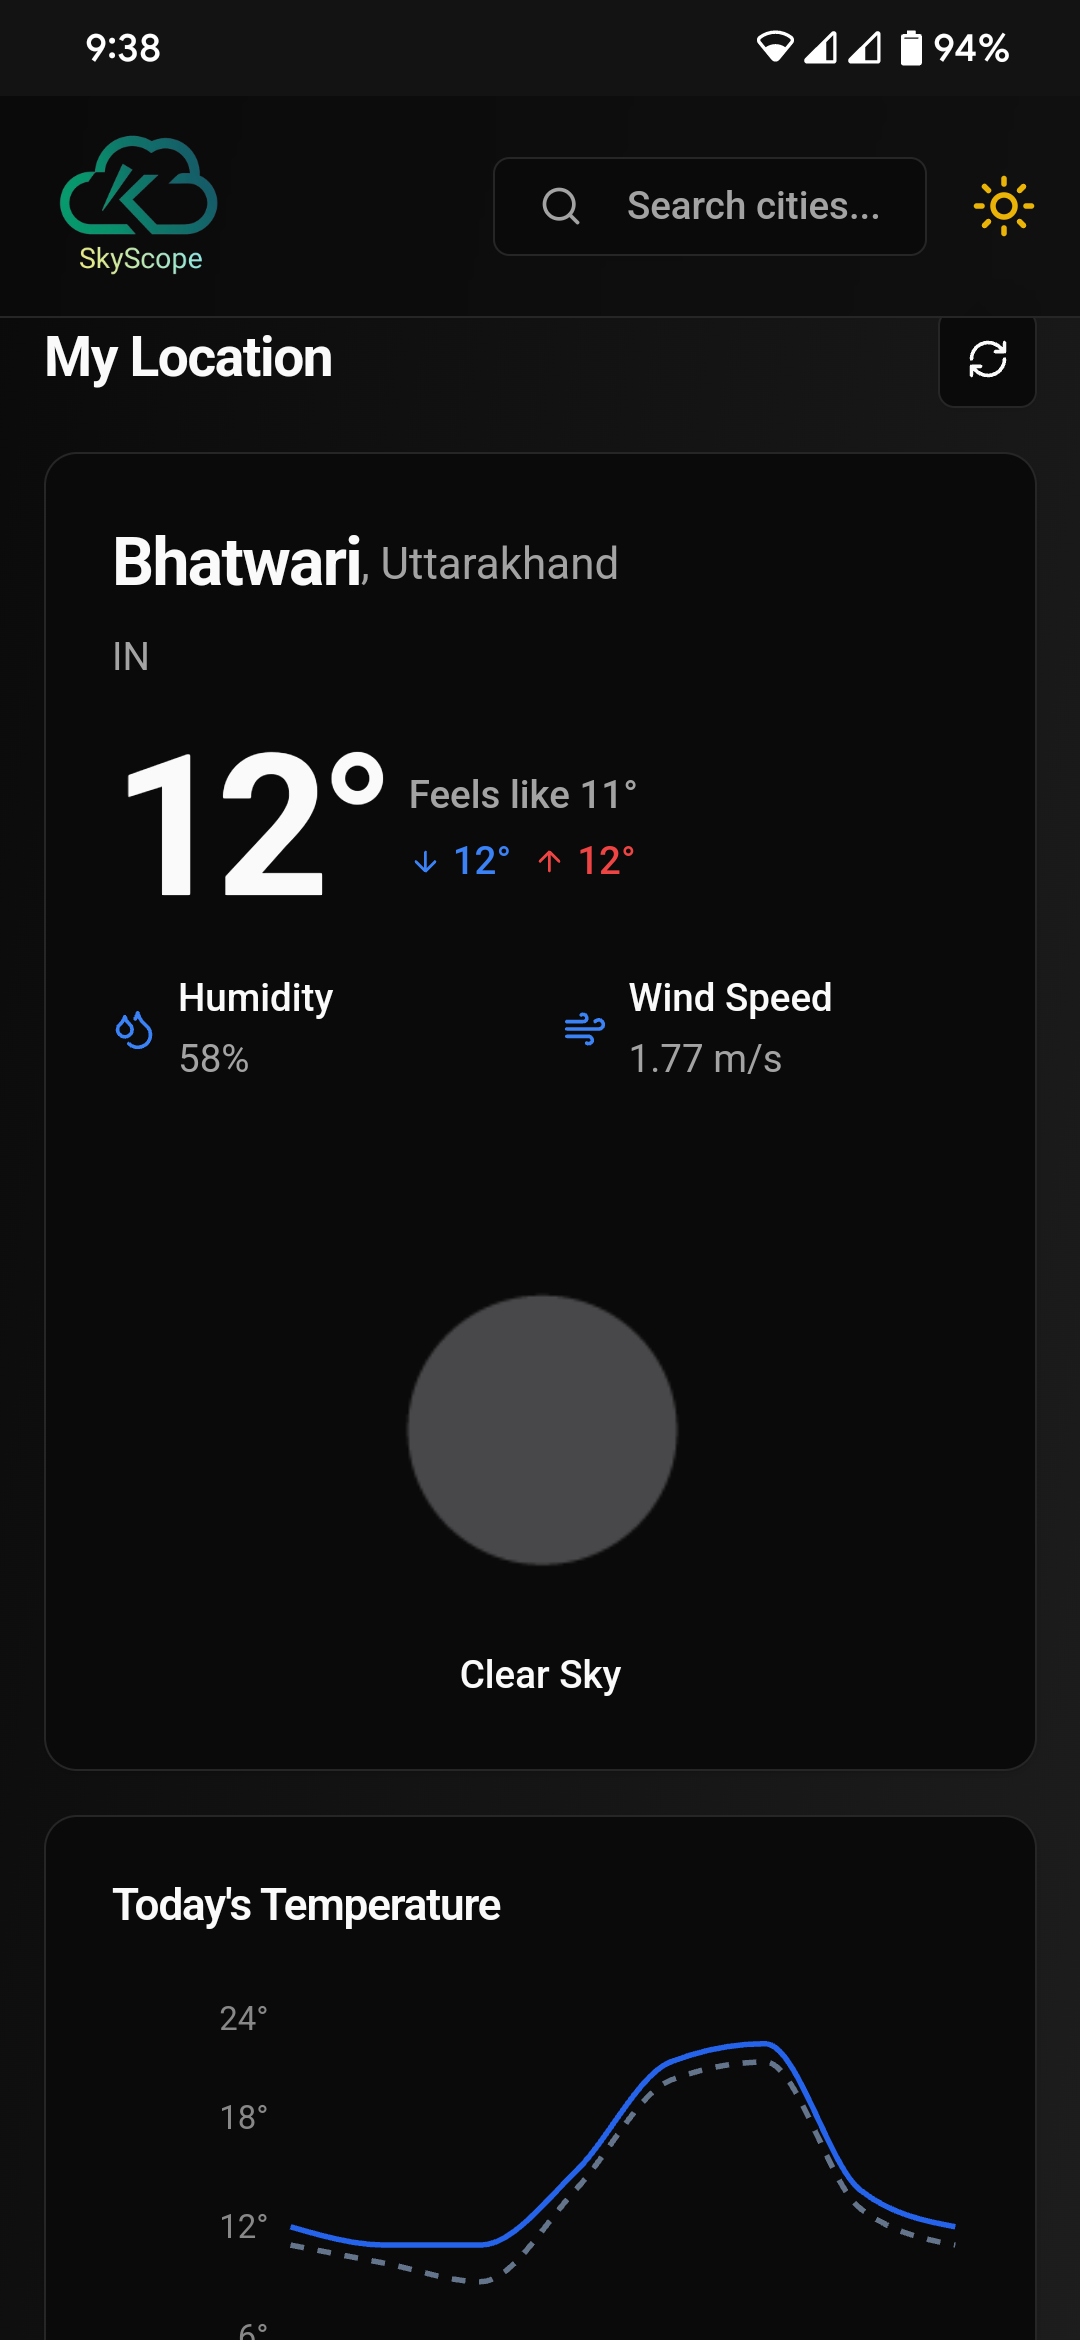 9:38 94%
SkyScope
Search cities...
My Location
Bhatwari, Uttarakhand
IN
12° Feels like 11°
↓ 12° ↑ 12°
Humidity Wind Speed
58% 1.77 m/s
Clear Sky
Today's Temperature
24°
18°
12°
6°